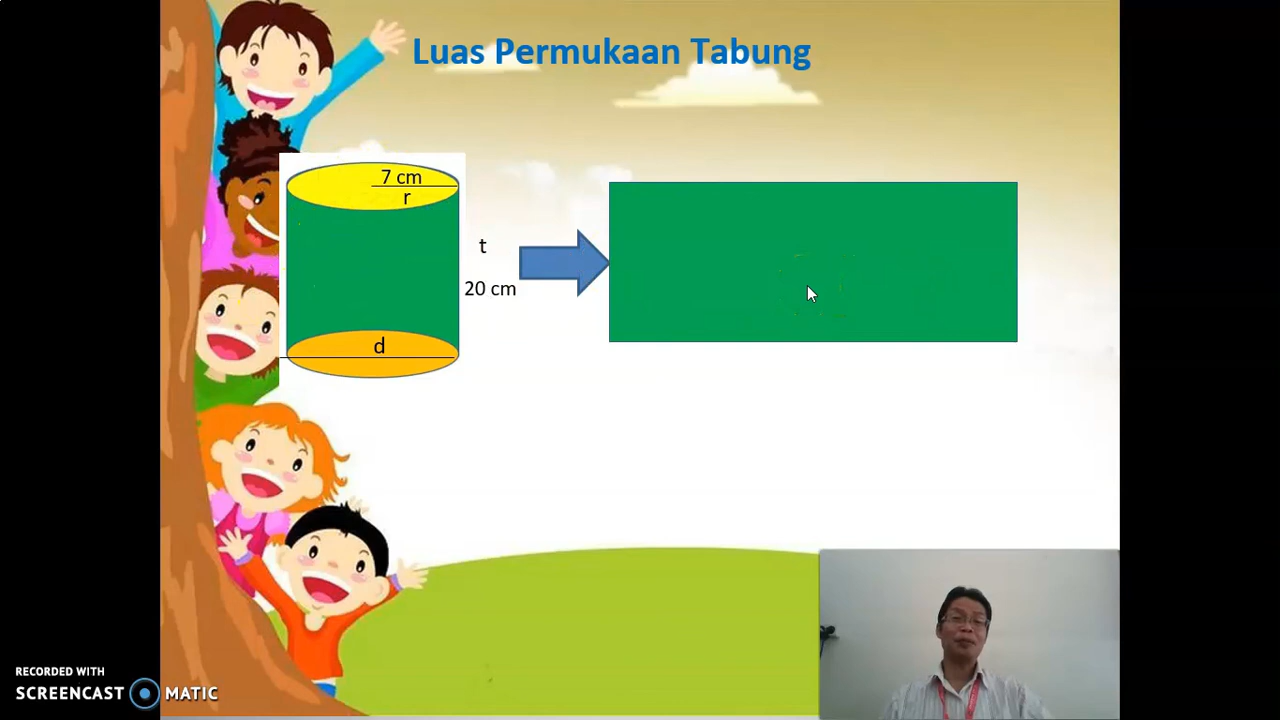 Luas Permukaan Tabung
7 cm
r
t
20 cm
d
RECORDED WITH
SCREENCAST MATIC